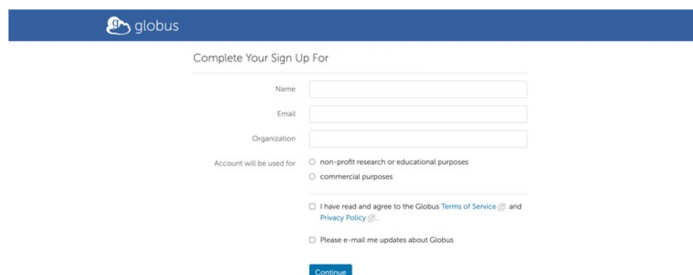 globus
Complete Your Sign Up For
Name
Email
Organization
Account will be used for
non-profit research or educational purposes
commercial purposes
I have read and agree to the Globus Terms of Service and
Privacy Policy .
Please e-mail me updates about Globus
Continue